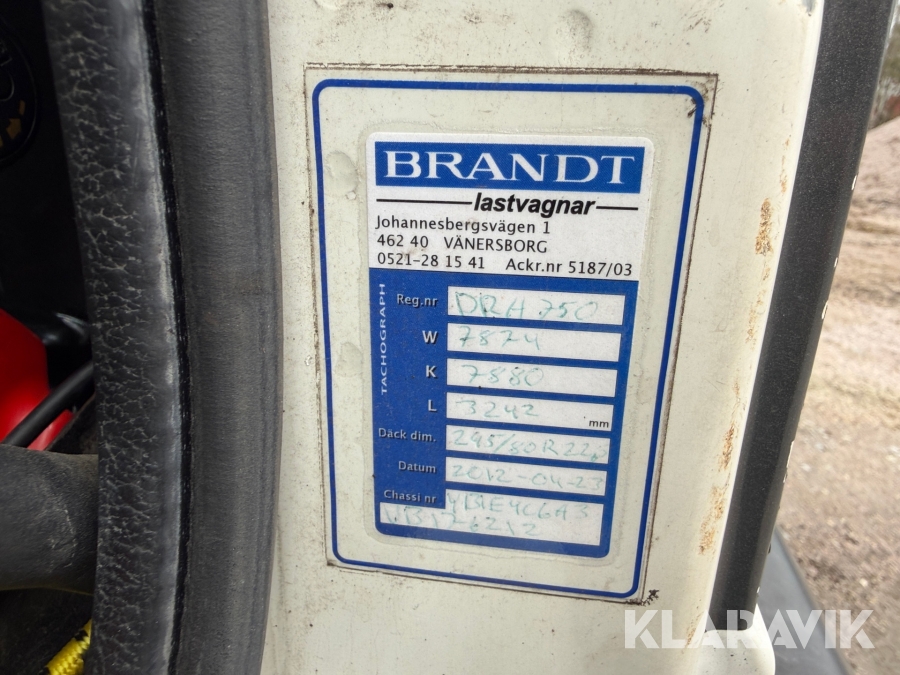 BRANDT
lastvagnar
Johannesbergsvägen 1
462 40 VÄNERSBORG
0521-28 15 41 Ackr.nr 5187/03
TACHOGRAPH
Reg.nr DRH 750
W 7874
K 7880
L 3242 mm
Däck dim. 295/80R22,5
Datum 2012-04-23
Chassi nr
KLARAVIK